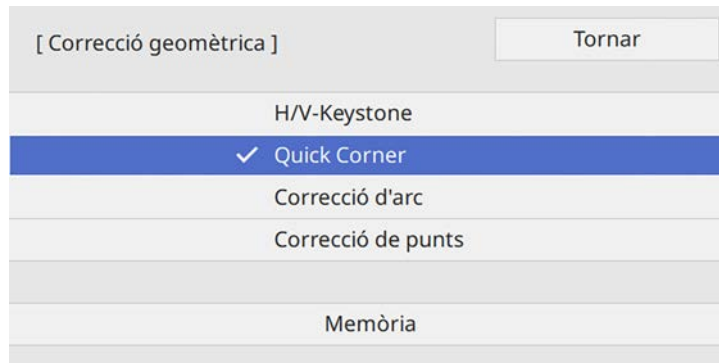 [ Correcció geomètrica ]
Tornar
H/V-Keystone
Quick Corner
Correcció d'arc
Correcció de punts
Memòria